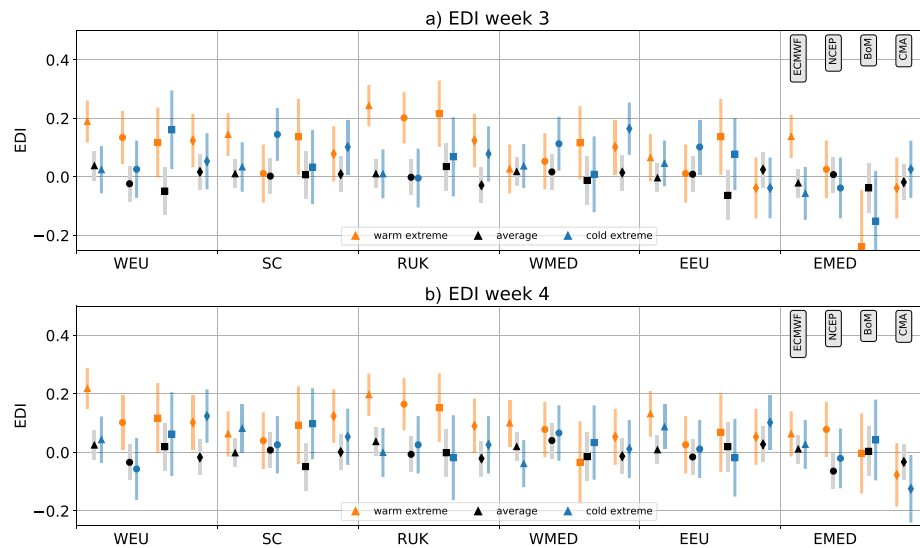 a) EDI week 3
EDI
0.4
0.2
0.0
−0.2
ECMWF
NCEP
BoM
CMA
warm extreme
average
cold extreme
WEU
SC
RUK
WMED
EEU
EMED
b) EDI week 4
EDI
0.4
0.2
0.0
−0.2
ECMWF
NCEP
BoM
CMA
warm extreme
average
cold extreme
WEU
SC
RUK
WMED
EEU
EMED